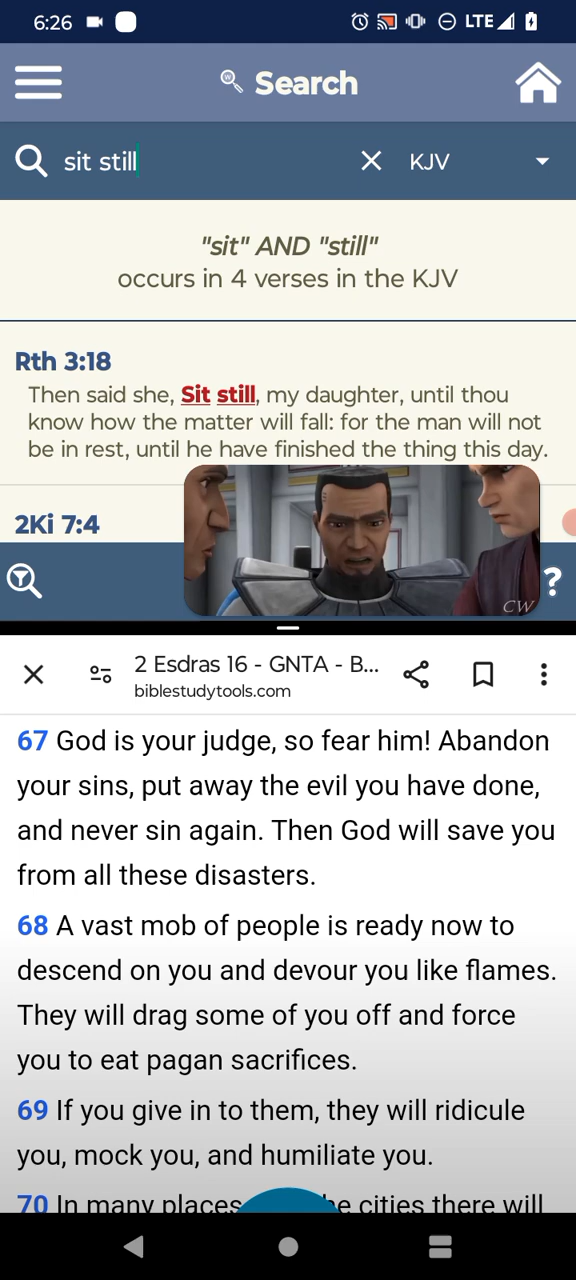 6:26 LTE
Search
sit still KJV
"sit" AND "still"
occurs in 4 verses in the KJV
Rth 3:18
Then said she, Sit still, my daughter, until thou
know how the matter will fall: for the man will not
be in rest, until he have finished the thing this day.
2Ki 7:4
?
CW
2 Esdras 16 - GNTA - B...
biblestudytools.com
67 God is your judge, so fear him! Abandon
your sins, put away the evil you have done,
and never sin again. Then God will save you
from all these disasters.
68 A vast mob of people is ready now to
descend on you and devour you like flames.
They will drag some of you off and force
you to eat pagan sacrifices.
69 If you give in to them, they will ridicule
you, mock you, and humiliate you.
70 In many places cities there will